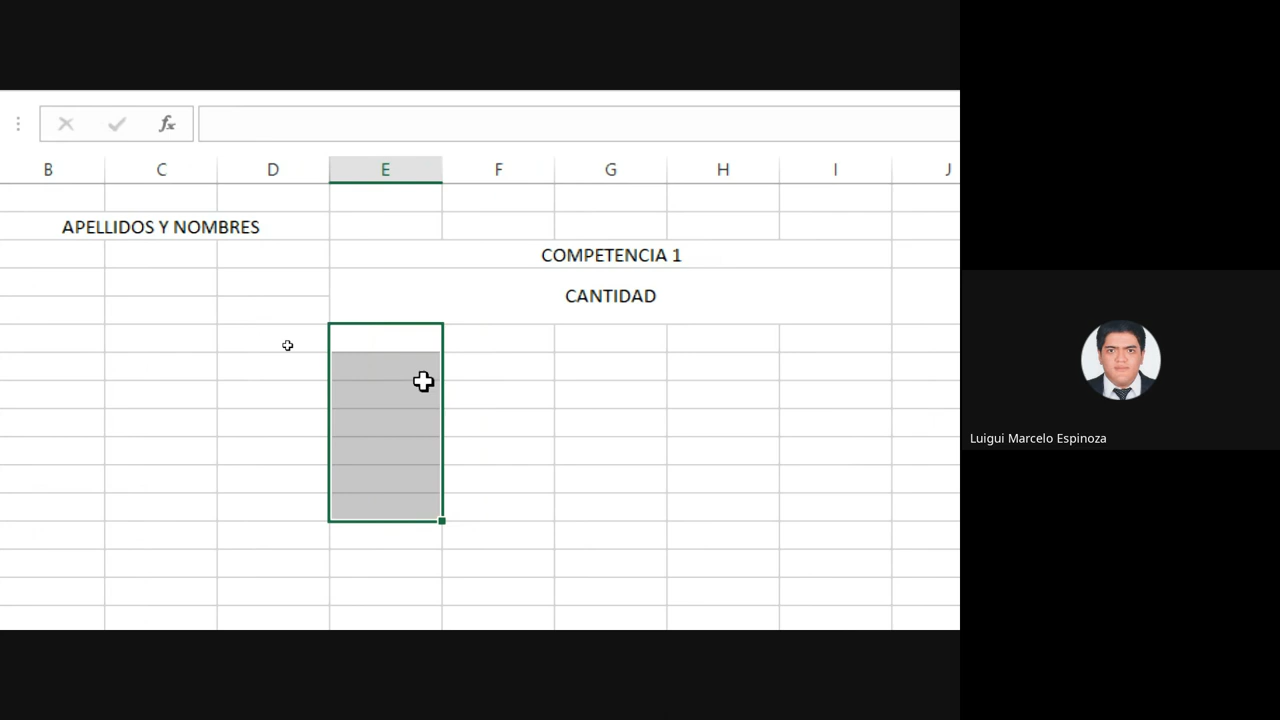 fx
B C D E F G H I J
APELLIDOS Y NOMBRES
COMPETENCIA 1
CANTIDAD
Luigui Marcelo Espinoza